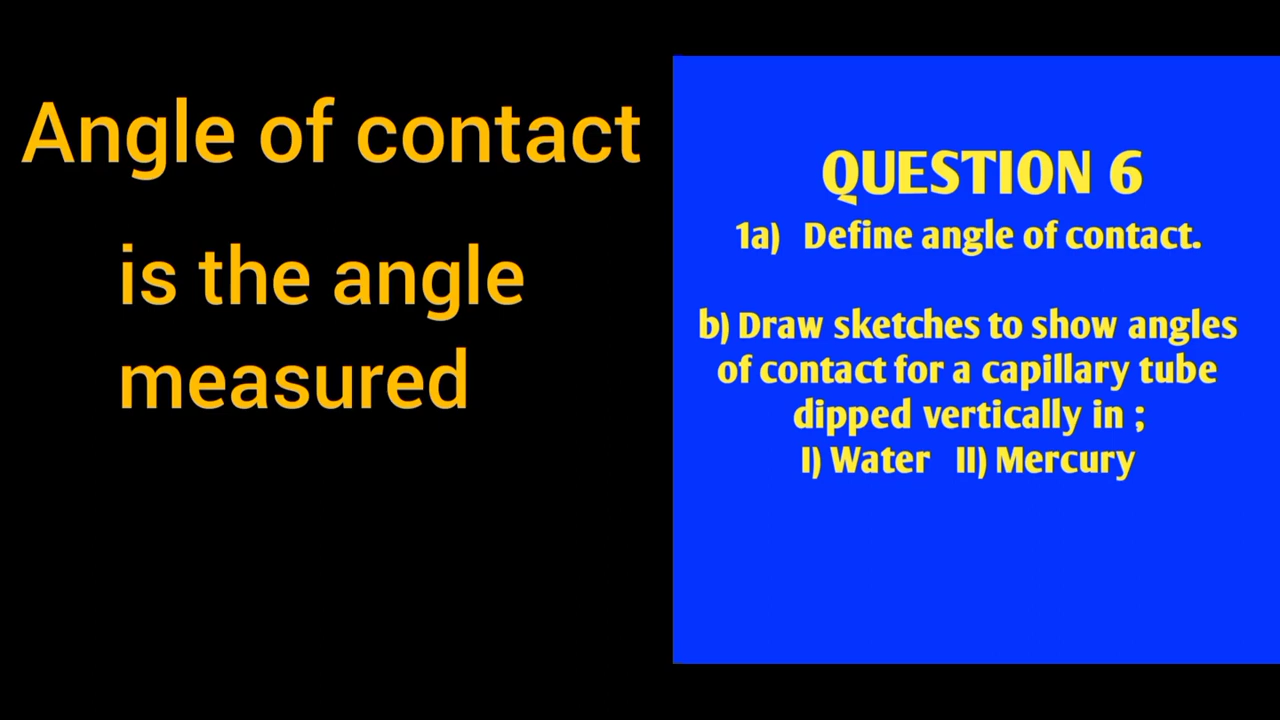 Angle of contact
is the angle
measured
QUESTION 6
1a) Define angle of contact.
b) Draw sketches to show angles
of contact for a capillary tube
dipped vertically in ;
I) Water II) Mercury